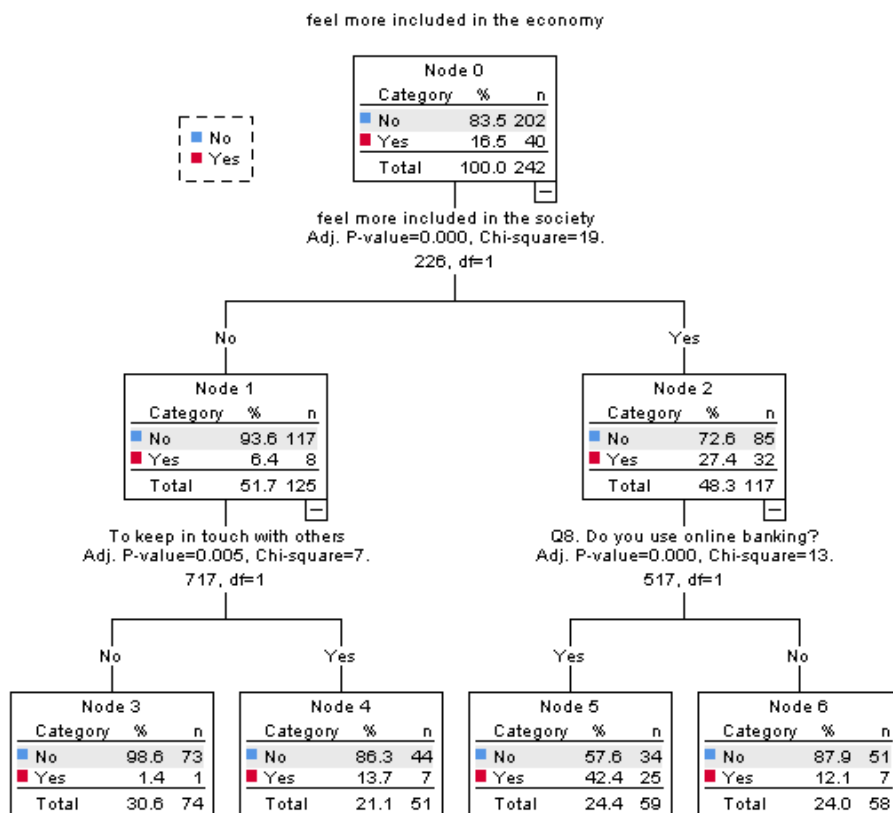 feel more included in the economy
No
Yes
Node 0
Category % n
No 83.5 202
Yes 16.5 40
Total 100.0 242
feel more included in the society
Adj. P-value=0.000, Chi-square=19.
226, df=1
No
Yes
Node 1
Category % n
No 93.6 117
Yes 6.4 8
Total 51.7 125
Node 2
Category % n
No 72.6 85
Yes 27.4 32
Total 48.3 117
To keep in touch with others
Adj. P-value=0.005, Chi-square=7.
717, df=1
Q8. Do you use online banking?
Adj. P-value=0.000, Chi-square=13.
517, df=1
No
Yes
Yes
No
Node 3
Category % n
No 98.6 73
Yes 1.4 1
Total 30.6 74
Node 4
Category % n
No 86.3 44
Yes 13.7 7
Total 21.1 51
Node 5
Category % n
No 57.6 34
Yes 42.4 25
Total 24.4 59
Node 6
Category % n
No 87.9 51
Yes 12.1 7
Total 24.0 58